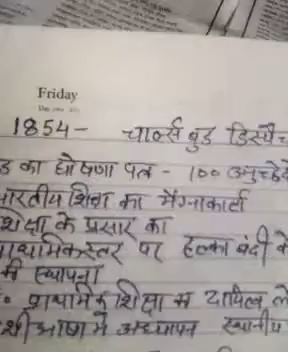 Friday
1854- चार्ल्स वुड डिस्पैच
ड का घोषणा पत्र - 100 अनुच्छेदो
भारतीय शिक्षा का मैग्नाकार्टा
शिक्षा के प्रसार का
प्राथमिक स्तर पर हल्का बंदी के
की स्थापना
प्राथमिक शिक्षा म दायित्व ले
शी भाषा मे अध्यापन स्थानीय